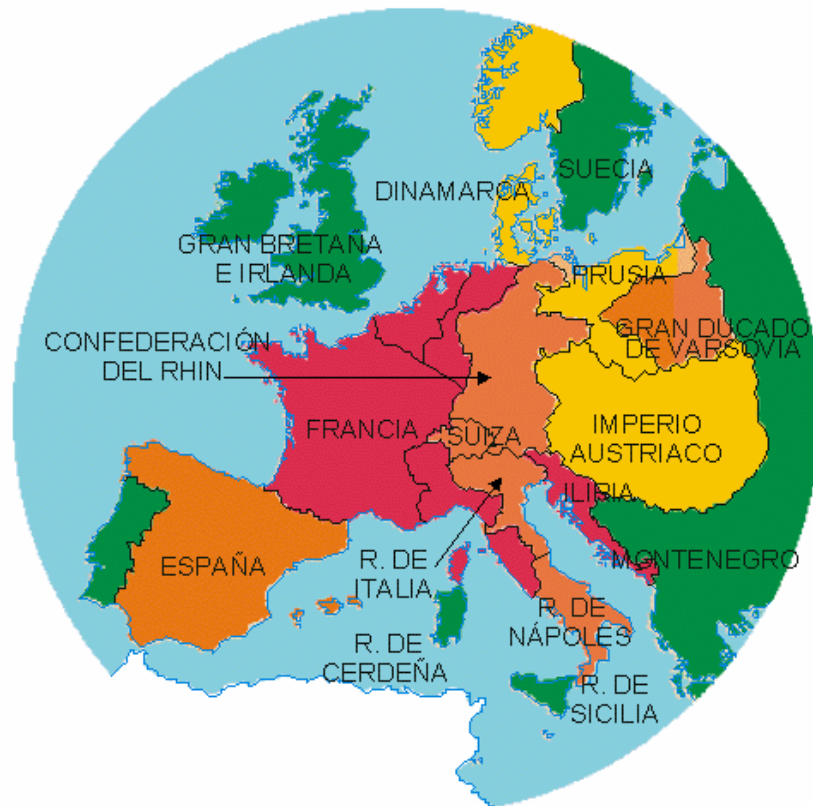 SUECIA
DINAMARCA
GRAN BRETAÑA
E IRLANDA
PRUSIA
GRAN DUCADO
DE VARSOVIA
CONFEDERACIÓN
DEL RHIN
FRANCIA
SUIZA
IMPERIO
AUSTRIACO
ILIRIA
ESPAÑA
R. DE
ITALIA
MONTENEGRO
R. DE
NÁPOLES
R. DE
CERDEÑA
R. DE
SICILIA